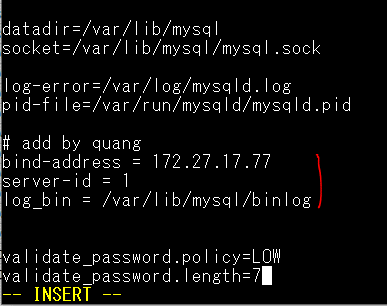 datadir=/var/lib/mysql
socket=/var/lib/mysql/mysql.sock
log-error=/var/log/mysqld.log
pid-file=/var/run/mysqld/mysqld.pid
# add by quang
bind-address = 172.27.17.77
server-id = 1
log_bin = /var/lib/mysql/binlog
validate_password.policy=LOW
validate_password.length=7
-- INSERT --